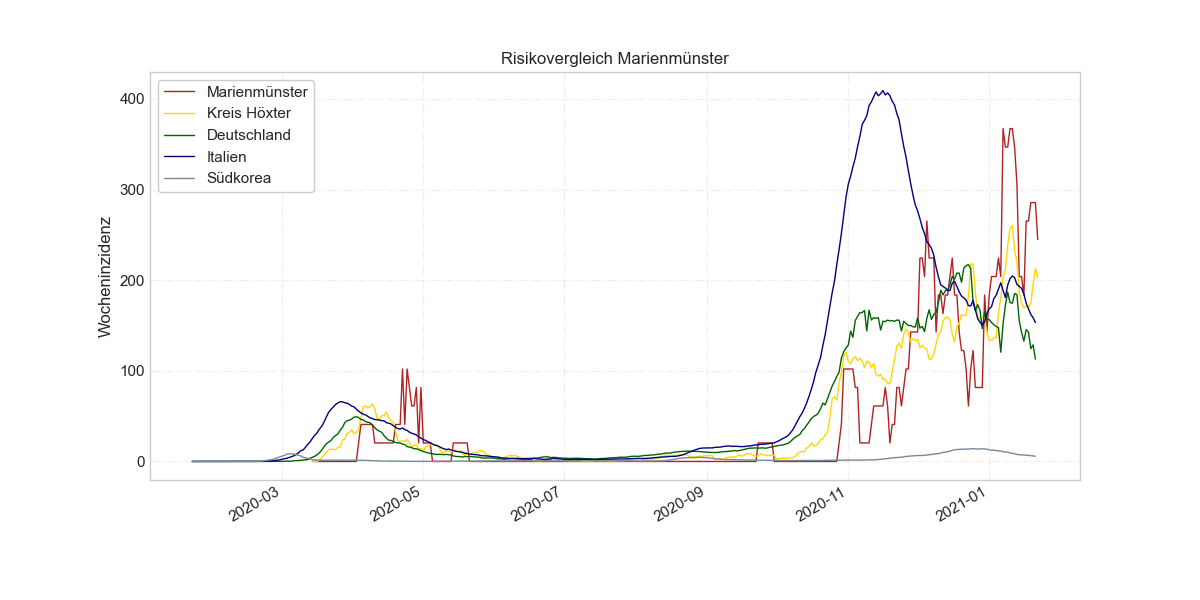 Risikovergleich Marienmünster
Marienmünster
Kreis Höxter
Deutschland
Italien
Südkorea
Wocheninzidenz
400
300
200
100
0
2020-03
2020-05
2020-07
2020-09
2020-11
2021-01